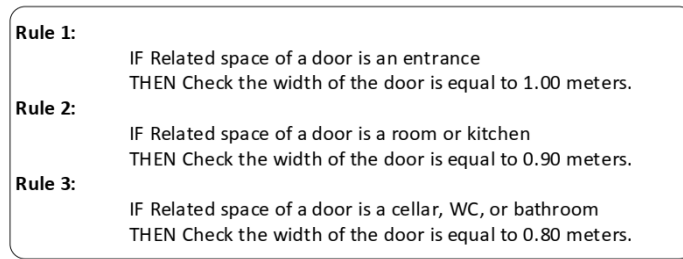 Rule 1:
IF Related space of a door is an entrance
THEN Check the width of the door is equal to 1.00 meters.
Rule 2:
IF Related space of a door is a room or kitchen
THEN Check the width of the door is equal to 0.90 meters.
Rule 3:
IF Related space of a door is a cellar, WC, or bathroom
THEN Check the width of the door is equal to 0.80 meters.